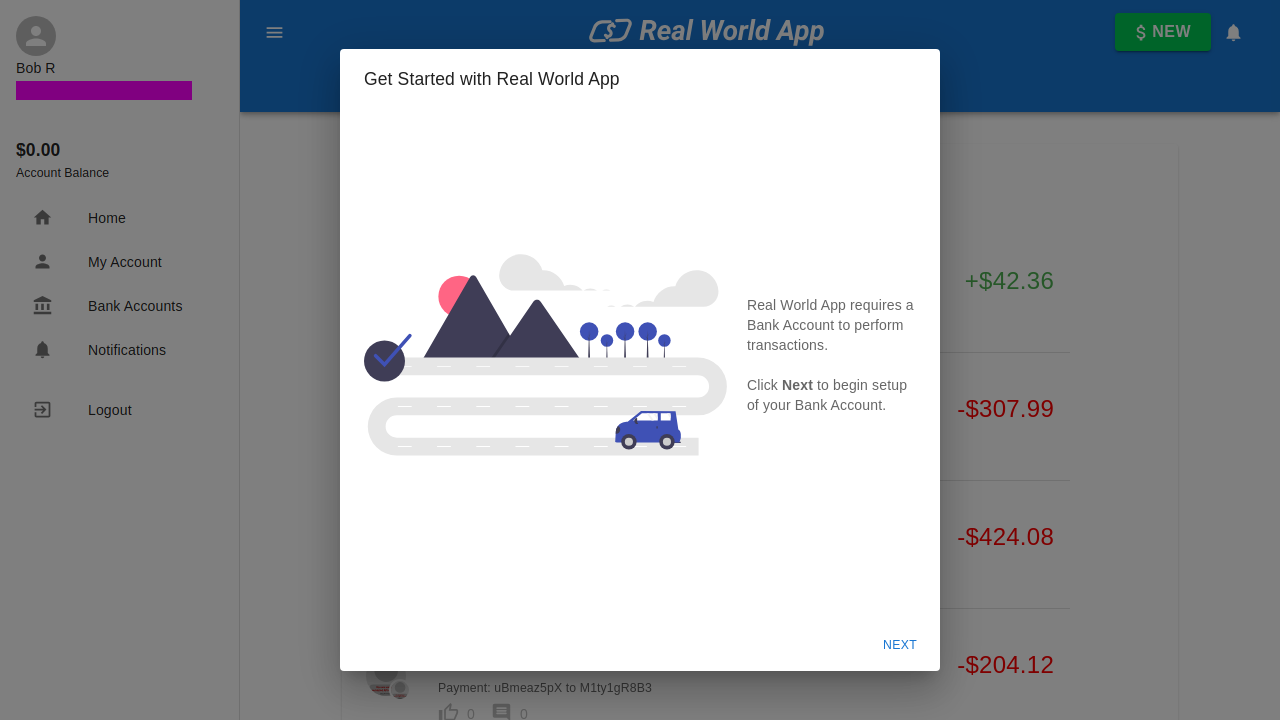 Bob R
$0.00
Account Balance
Home
My Account
Bank Accounts
Notifications
Logout
Real World App
NEW
Get Started with Real World App
Real World App requires a
Bank Account to perform
transactions.
Click Next to begin setup
of your Bank Account.
NEXT
+$42.36
-$307.99
-$424.08
-$204.12
Payment: uBmeaz5pX to M1ty1gR8B3
0 0